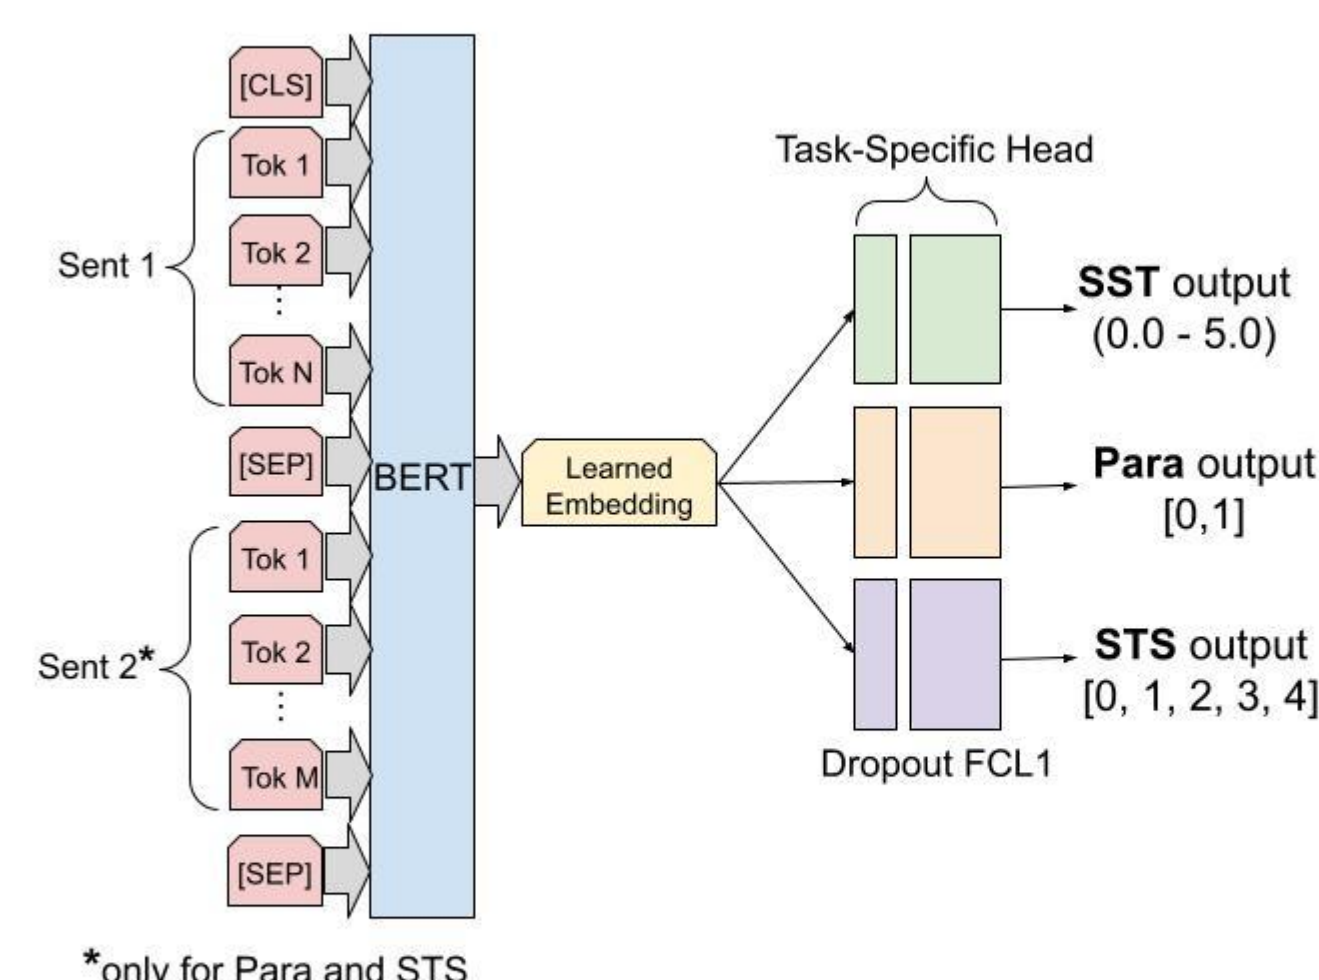 [CLS]
Tok 1
Tok 2
Tok N
Sent 1
[SEP]
Tok 1
Tok 2
Tok M
Sent 2*
[SEP]
*only for Para and STS
BERT
Learned
Embedding
Task-Specific Head
SST output
(0.0 - 5.0)
Para output
[0,1]
STS output
[0, 1, 2, 3, 4]
Dropout FCL1